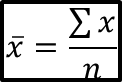 x̄ = ∑ x / n